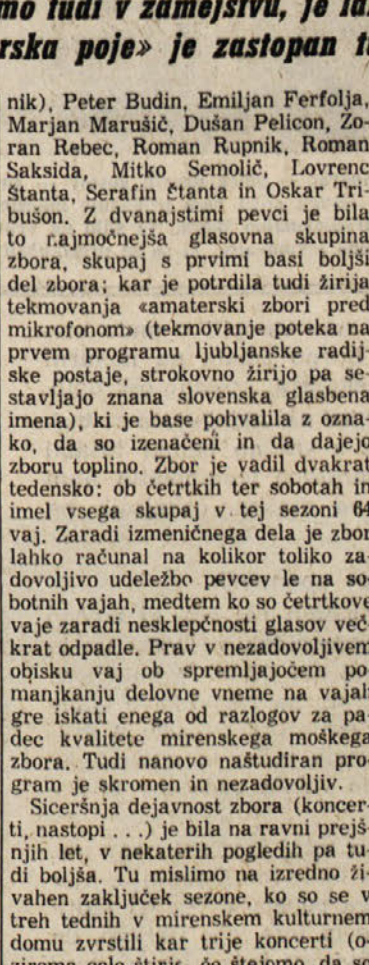 mo tudi v zamejstvu, je
rska poje» je zastopan
nik), Peter Budin, Emiljan Ferfolja,
Marjan Marušič, Dušan Pelicon, Zo-
ran Rebec, Roman Rupnik, Roman
Saksida, Mitko Semolič, Lovrenc
Štanta, Serafin Štanta in Oskar Tri-
bušon. Z dvanajstimi pevci je bila
to najmočnejša glasovna skupina
zbora, skupaj s prvimi basi boljši
del zbora; kar je potrdila tudi žirija
tekmovanja «amaterski zbori pred
mikrofonom» (tekmovanje poteka na
prvem programu ljubljanske radij-
ske postaje, strokovno žirijo pa se-
stavljajo znana slovenska glasbena
imena), ki je base pohvalila z ozna-
ko, da so izenačeni in da dajejo
zboru toplino. Zbor je vadil dvakrat
tedensko: ob četrtkih ter sobotah in
imel vsega skupaj v tej sezoni 64
vaj. Zaradi izmeničnega dela je zbor
lahko računal na kolikor toliko za-
dovoljivo udeležbo pevcev le na so-
botnih vajah, medtem ko so četrtkove
vaje zaradi nesklepčnosti glasov več-
krat odpadle. Prav v nezadovoljivem
obisku vaj ob spremljajočem po-
manjkanju delovne vneme na vajah
gre iskati enega od razlogov za pa-
dec kvalitete mirenskega moškega
zbora. Tudi nanovo naštudiran pro-
gram je skromen in nezadovoljiv.
Siceršnja dejavnost zbora (koncer-
ti, nastopi . . .) je bila na ravni prejš-
njih let, v nekaterih pogledih pa tu-
di boljša. Tu mislimo na izredno ži-
vahen zaključek sezone, ko so se v
treh tednih v mirenskem kulturnem
domu zvrstili kar trije koncerti (o-
ziroma celo štirje, če štejemo, da so